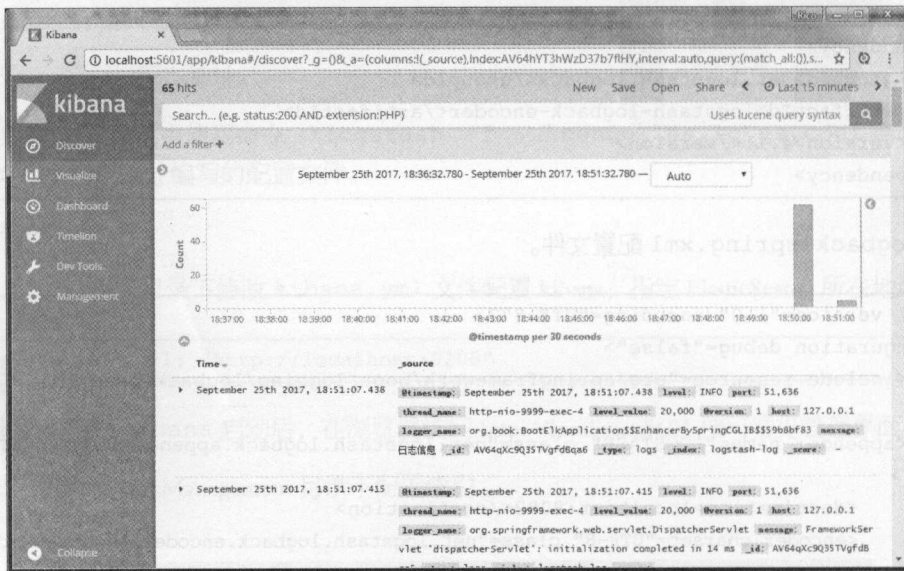 Kibana
localhost:5601/app/kibana#/discover?_g=()&_a=(columns:!(_source),index:AV64hYT3hWzD37b7flHY,interval:auto,query:(match_all:()),s...
kibana
Discover
Visualize
Dashboard
Timelion
Dev Tools
Management
Collapse
65 hits
New Save Open Share Last 15 minutes
Search... (e.g. status:200 AND extension:PHP) Uses lucene query syntax
Add a filter +
September 25th 2017, 18:36:32.780 - September 25th 2017, 18:51:32.780 — Auto
Count
60
40
20
0
18:37:00 18:38:00 18:39:00 18:40:00 18:41:00 18:42:00 18:43:00 18:44:00 18:45:00 18:46:00 18:47:00 18:48:00 18:49:00 18:50:00 18:51:00
@timestamp per 30 seconds
Time _source
September 25th 2017, 18:51:07.438 @timestamp: September 25th 2017, 18:51:07.438 level: INFO port: 51,636
thread_name: http-nio-9999-exec-4 level_value: 20,000 @version: 1 host: 127.0.0.1
logger_name: org.book.BootElkApplication$$EnhancerBySpringCGLIB$$59b8bf83 message:
日志信息 _id: AV64qXc9Q35TVgfdBqa6 _type: logs _index: logstash-log _score:
September 25th 2017, 18:51:07.415 @timestamp: September 25th 2017, 18:51:07.415 level: INFO port: 51,636
thread_name: http-nio-9999-exec-4 level_value: 20,000 @version: 1 host: 127.0.0.1
logger_name: org.springframework.web.servlet.DispatcherServlet message: FrameworkSer
vlet 'dispatcherServlet': initialization completed in 14 ms _id: AV64qXc9Q35TVgfdB